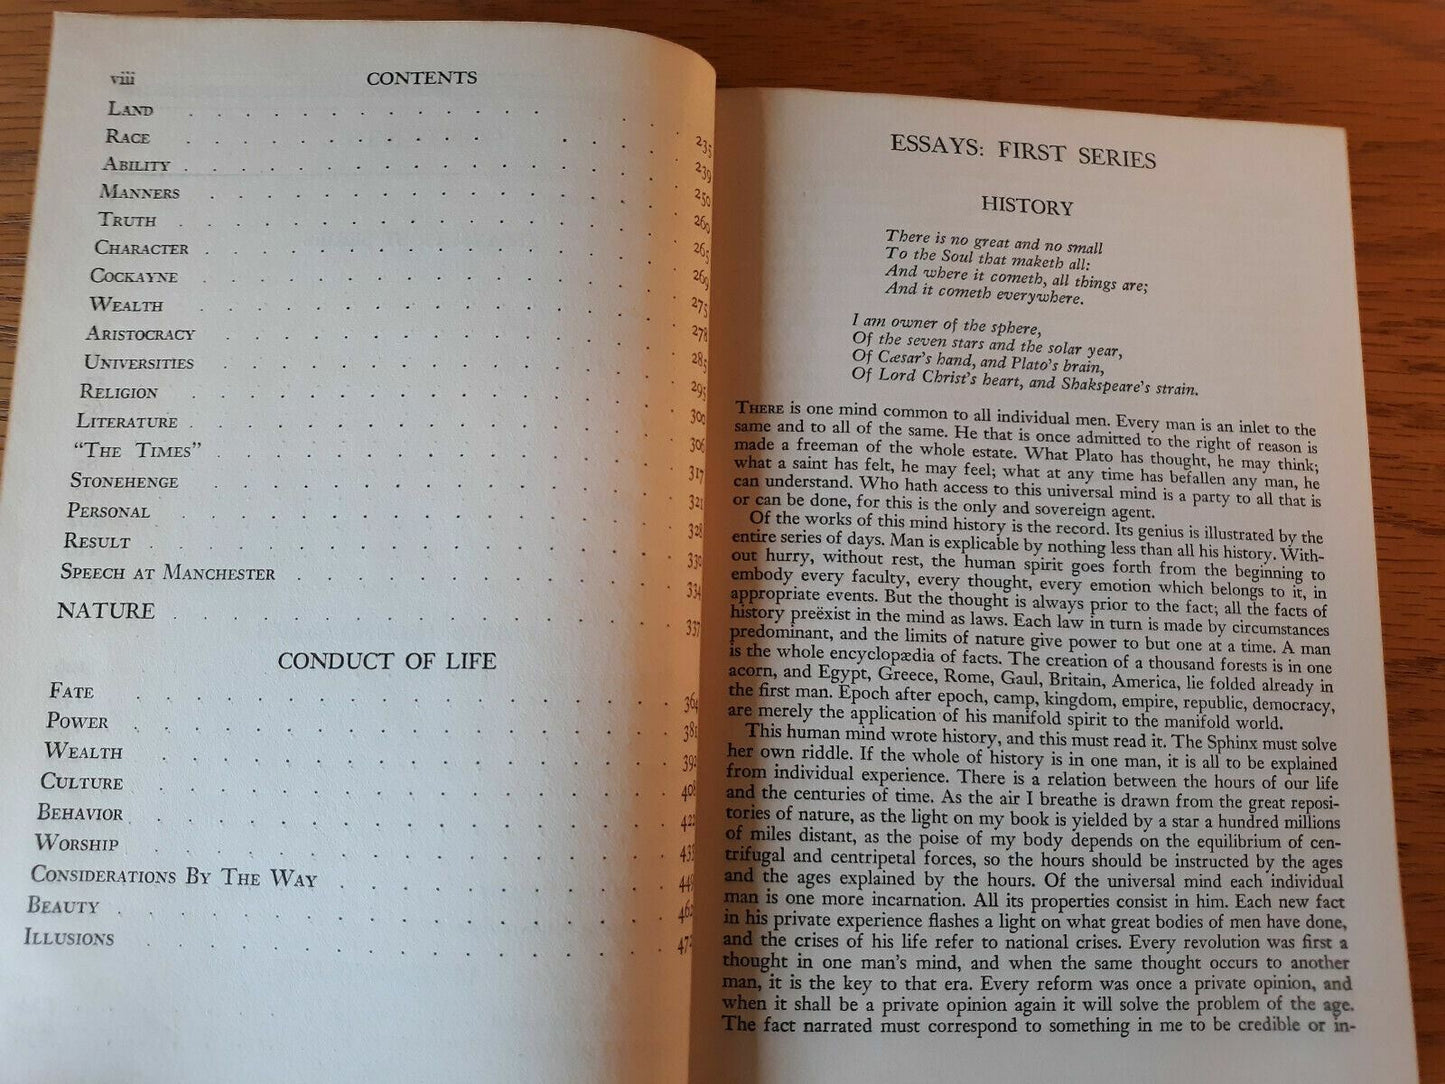 viii CONTENTS
LAND 235
RACE 239
ABILITY 250
MANNERS 260
TRUTH 265
CHARACTER 269
COCKAYNE 275
WEALTH 278
ARISTOCRACY 285
UNIVERSITIES 295
RELIGION 300
LITERATURE 306
"THE TIMES" 317
STONEHENGE 321
PERSONAL 328
RESULT 330
SPEECH AT MANCHESTER 334
NATURE 337
CONDUCT OF LIFE
FATE 364
POWER 381
WEALTH 392
CULTURE 408
BEHAVIOR 422
WORSHIP 433
CONSIDERATIONS BY THE WAY 449
BEAUTY 462
ILLUSIONS 472
ESSAYS: FIRST SERIES
HISTORY
There is no great and no small
To the Soul that maketh all:
And where it cometh, all things are;
And it cometh everywhere.
I am owner of the sphere,
Of the seven stars and the solar year,
Of Cæsar's hand, and Plato's brain,
Of Lord Christ's heart, and Shakspeare's strain.
THERE is one mind common to all individual men. Every man is an inlet to the
same and to all of the same. He that is once admitted to the right of reason is
made a freeman of the whole estate. What Plato has thought, he may think;
what a saint has felt, he may feel; what at any time has befallen any man, he
can understand. Who hath access to this universal mind is a party to all that is
or can be done, for this is the only and sovereign agent.
Of the works of this mind history is the record. Its genius is illustrated by the
entire series of days. Man is explicable by nothing less than all his history. With-
out hurry, without rest, the human spirit goes forth from the beginning to
embody every faculty, every thought, every emotion which belongs to it, in
appropriate events. But the thought is always prior to the fact; all the facts of
history preëxist in the mind as laws. Each law in turn is made by circumstances
predominant, and the limits of nature give power to but one at a time. A man
is the whole encyclopædia of facts. The creation of a thousand forests is in one
acorn, and Egypt, Greece, Rome, Gaul, Britain, America, lie folded already in
the first man. Epoch after epoch, camp, kingdom, empire, republic, democracy,
are merely the application of his manifold spirit to the manifold world.
This human mind wrote history, and this must read it. The Sphinx must solve
her own riddle. If the whole of history is in one man, it is all to be explained
from individual experience. There is a relation between the hours of our life
and the centuries of time. As the air I breathe is drawn from the great reposi-
tories of nature, as the light on my book is yielded by a star a hundred millions
of miles distant, as the poise of my body depends on the equilibrium of cen-
trifugal and centripetal forces, so the hours should be instructed by the ages
and the ages explained by the hours. Of the universal mind each individual
man is one more incarnation. All its properties consist in him. Each new fact
in his private experience flashes a light on what great bodies of men have done,
and the crises of his life refer to national crises. Every revolution was first a
thought in one man's mind, and when the same thought occurs to another
man, it is the key to that era. Every reform was once a private opinion, and
when it shall be a private opinion again it will solve the problem of the age.
The fact narrated must correspond to something in me to be credible or in-